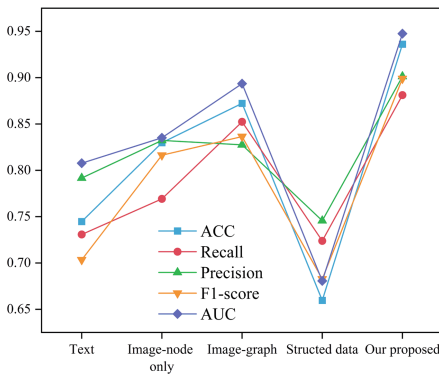 0.95
0.90
0.85
0.80
0.75
0.70
0.65
ACC
Recall
Precision
F1-score
AUC
Text
Image-node
only
Image-graph
Structed data
Our proposed